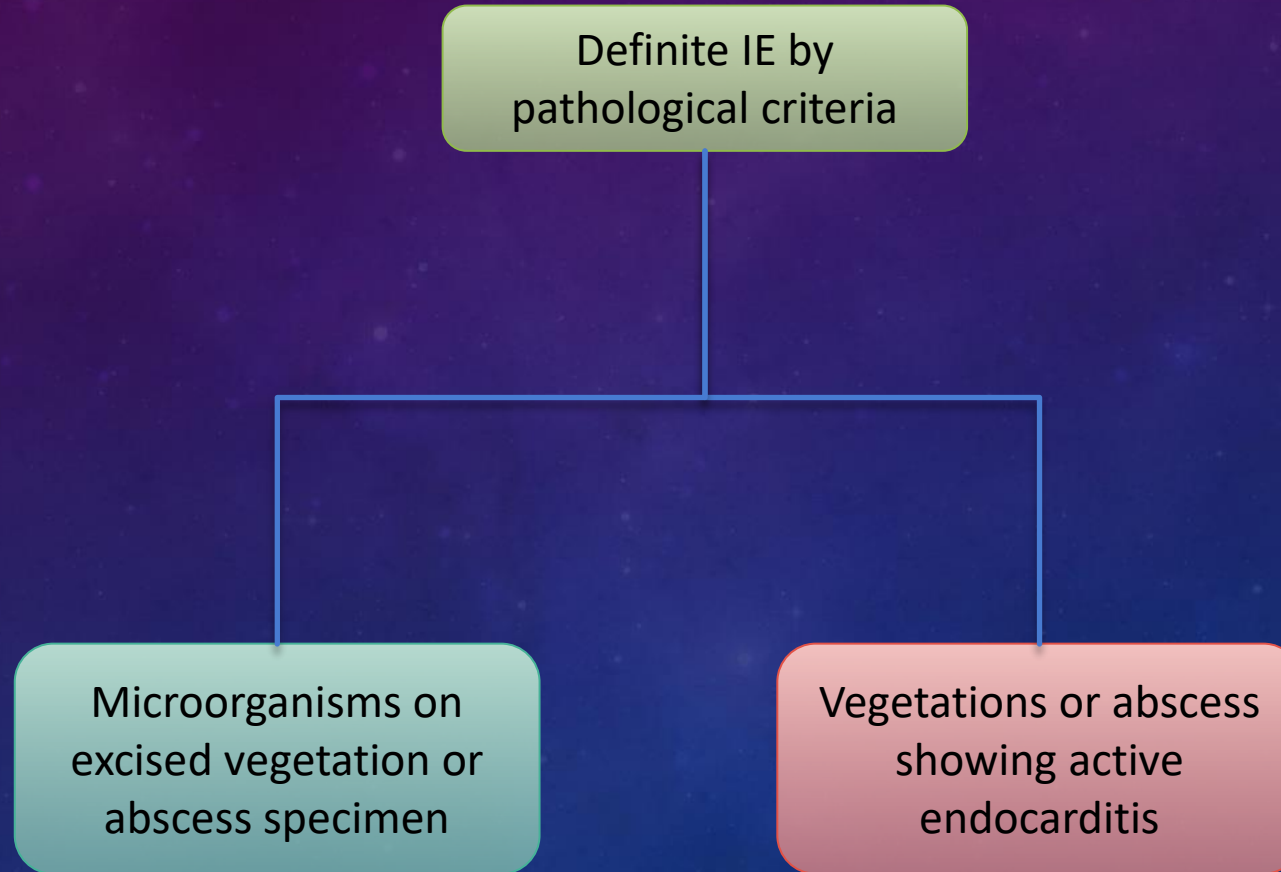 Definite IE by
pathological criteria
Microorganisms on
excised vegetation or
abscess specimen
Vegetations or abscess
showing active
endocarditis